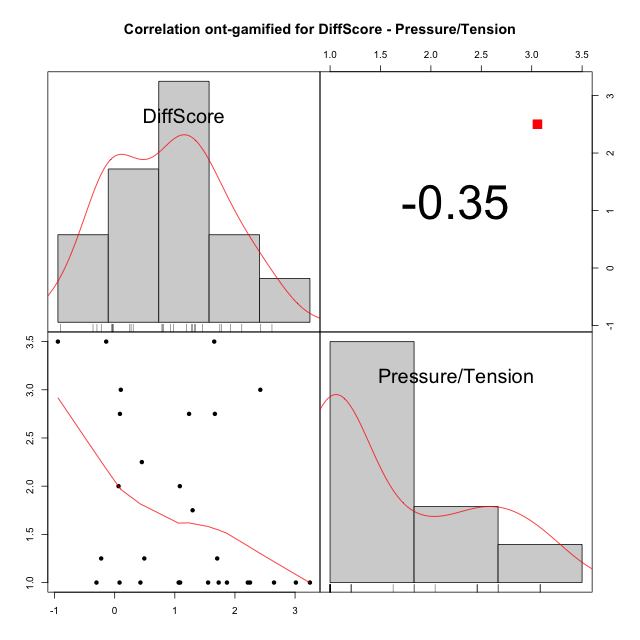 Correlation ont-gamified for DiffScore - Pressure/Tension
1.0 1.5 2.0 2.5 3.0 3.5
DiffScore
-0.35
3
2
1
0
-1
3.5
3.0
2.5
2.0
1.5
1.0
Pressure/Tension
-1 0 1 2 3